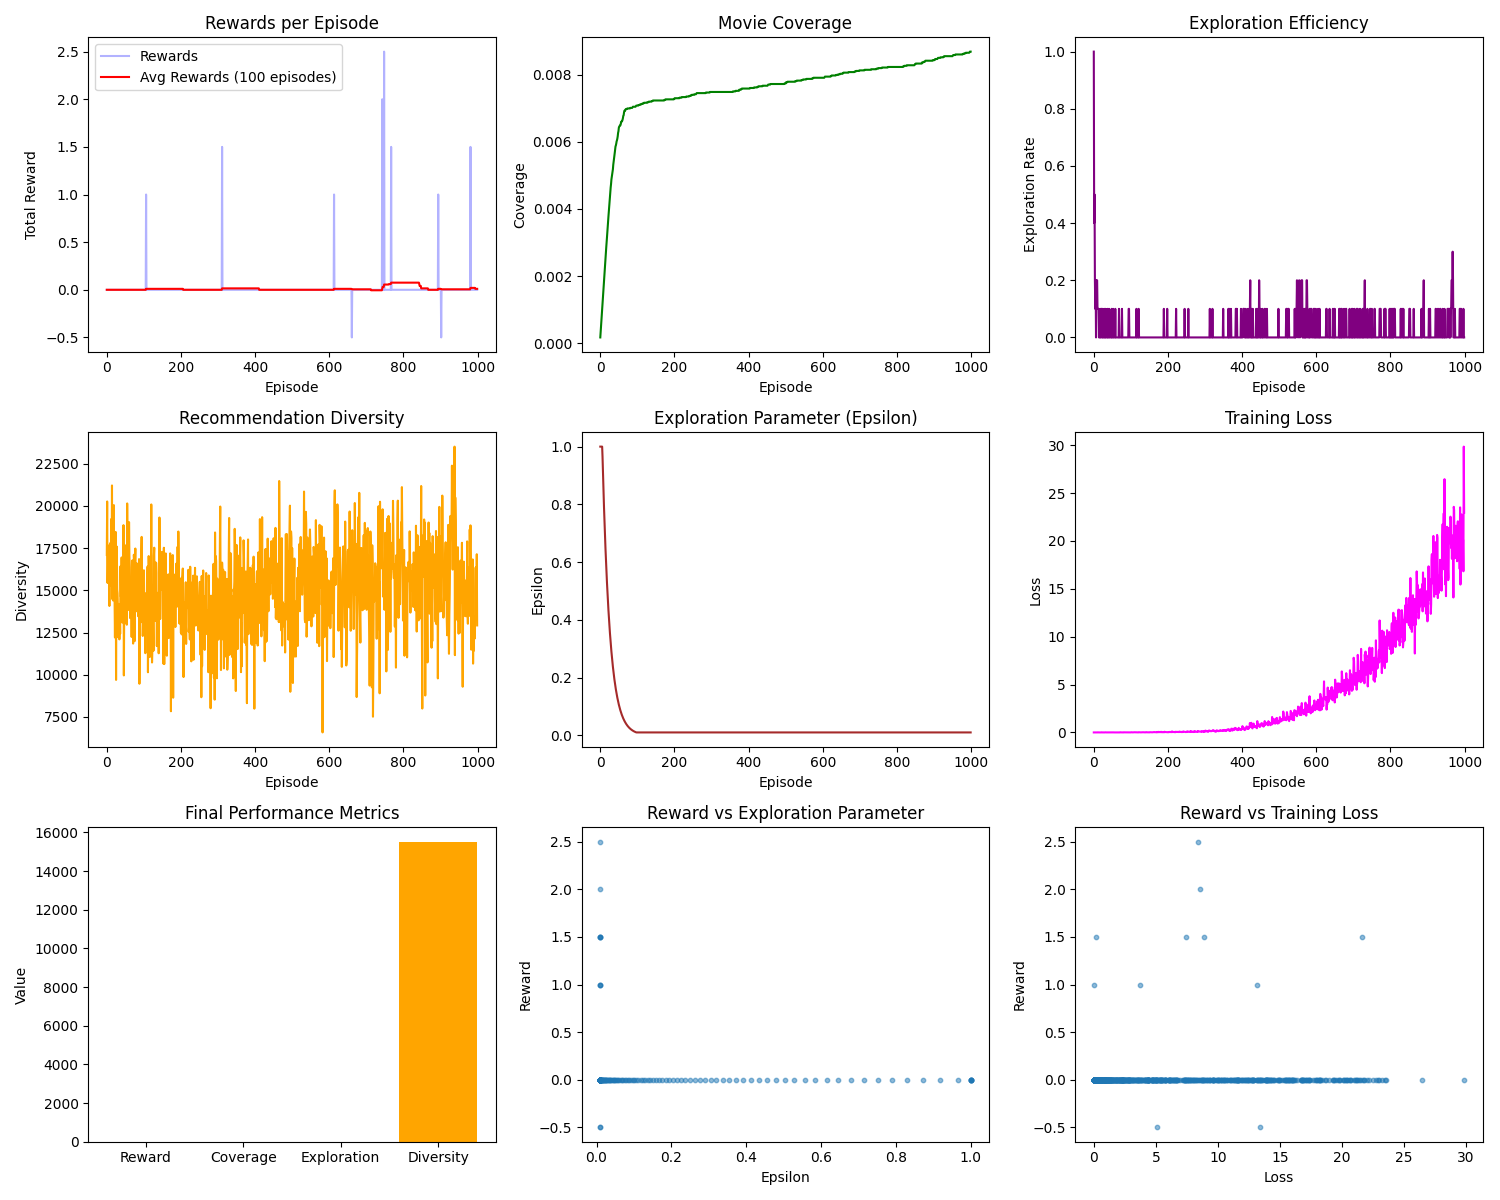 Rewards per Episode
Rewards
Avg Rewards (100 episodes)
2.5
2.0
1.5
1.0
0.5
0.0
−0.5
Total Reward
0 200 400 600 800 1000
Episode
Movie Coverage
0.008
0.006
0.004
0.002
0.000
Coverage
0 200 400 600 800 1000
Episode
Exploration Efficiency
1.0
0.8
0.6
0.4
0.2
0.0
Exploration Rate
0 200 400 600 800 1000
Episode
Recommendation Diversity
22500
20000
17500
15000
12500
10000
7500
Diversity
0 200 400 600 800 1000
Episode
Exploration Parameter (Epsilon)
1.0
0.8
0.6
0.4
0.2
0.0
Epsilon
0 200 400 600 800 1000
Episode
Training Loss
30
25
20
15
10
5
0
Loss
0 200 400 600 800 1000
Episode
Final Performance Metrics
16000
14000
12000
10000
8000
6000
4000
2000
0
Value
Reward Coverage Exploration Diversity
Reward vs Exploration Parameter
2.5
2.0
1.5
1.0
0.5
0.0
−0.5
Reward
0.0 0.2 0.4 0.6 0.8 1.0
Epsilon
Reward vs Training Loss
2.5
2.0
1.5
1.0
0.5
0.0
−0.5
Reward
0 5 10 15 20 25 30
Loss